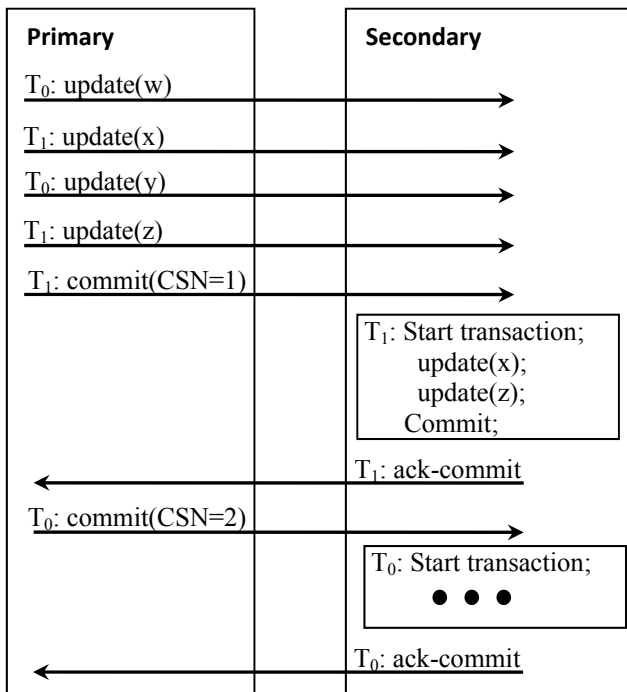 Primary
Secondary
T₀: update(w)
T₁: update(x)
T₀: update(y)
T₁: update(z)
T₁: commit(CSN=1)
T₁: Start transaction;
update(x);
update(z);
Commit;
T₁: ack-commit
T₀: commit(CSN=2)
T₀: Start transaction;
● ● ●
T₀: ack-commit